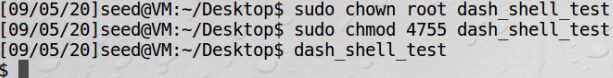 [09/05/20]seed@VM:~/Desktop$ sudo chown root dash_shell_test
[09/05/20]seed@VM:~/Desktop$ sudo chmod 4755 dash_shell_test
[09/05/20]seed@VM:~/Desktop$ dash_shell_test
$